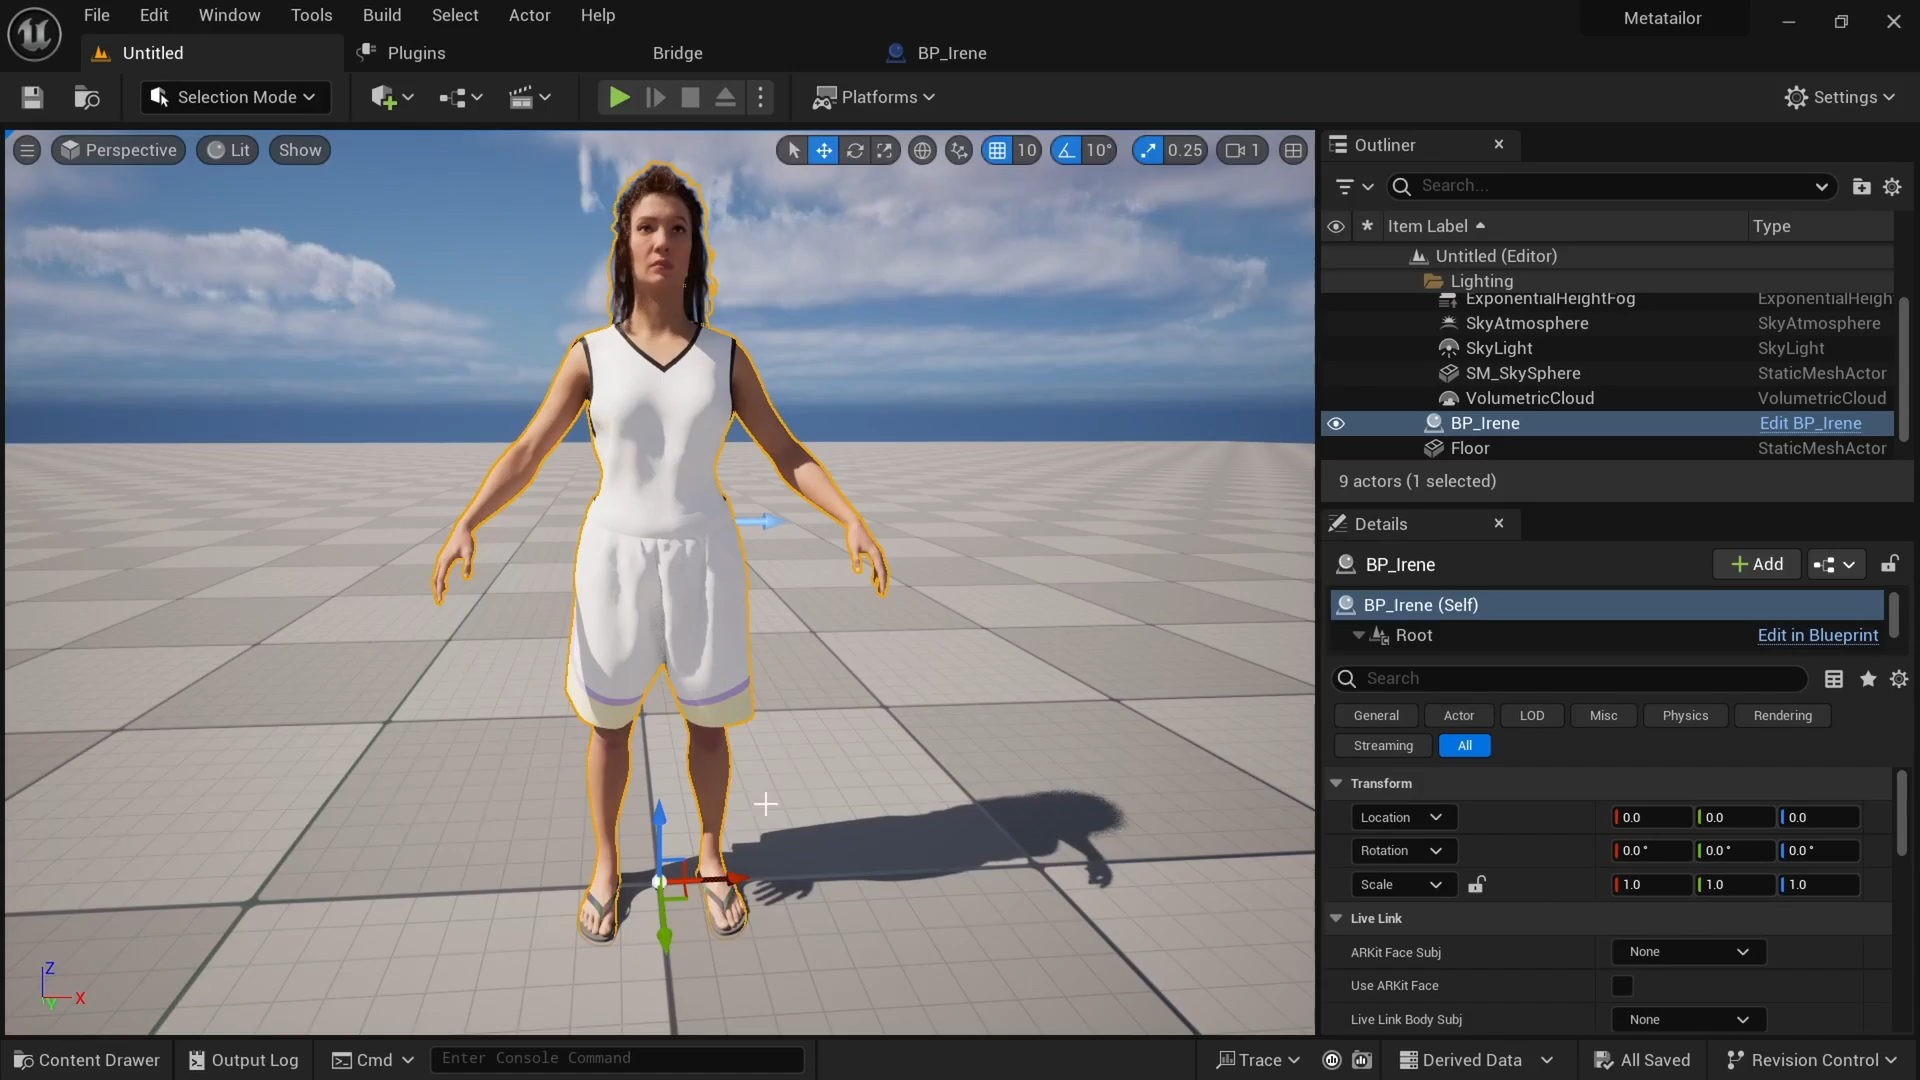 File Edit Window Tools Build Select Actor Help
Metatailor
Untitled
Plugins
Bridge
BP_Irene
Selection Mode
Platforms
Settings
Perspective
Lit
Show
10
10°
0.25
1
Outliner
Search...
Item Label
Type
Untitled (Editor)
Lighting
ExponentialHeightFog ExponentialHeigh
SkyAtmosphere SkyAtmosphere
SkyLight SkyLight
SM_SkySphere StaticMeshActor
VolumetricCloud VolumetricCloud
BP_Irene Edit BP_Irene
Floor StaticMeshActor
9 actors (1 selected)
Details
BP_Irene
Add
BP_Irene (Self)
Root Edit in Blueprint
Search
General Actor LOD Misc Physics Rendering
Streaming All
Transform
Location 0.0 0.0 0.0
Rotation 0.0° 0.0° 0.0°
Scale 1.0 1.0 1.0
Live Link
ARKit Face Subj None
Use ARKit Face
Live Link Body Subj None
Z
Y X
Content Drawer
Output Log
Cmd
Enter Console Command
Trace
Derived Data
All Saved
Revision Control